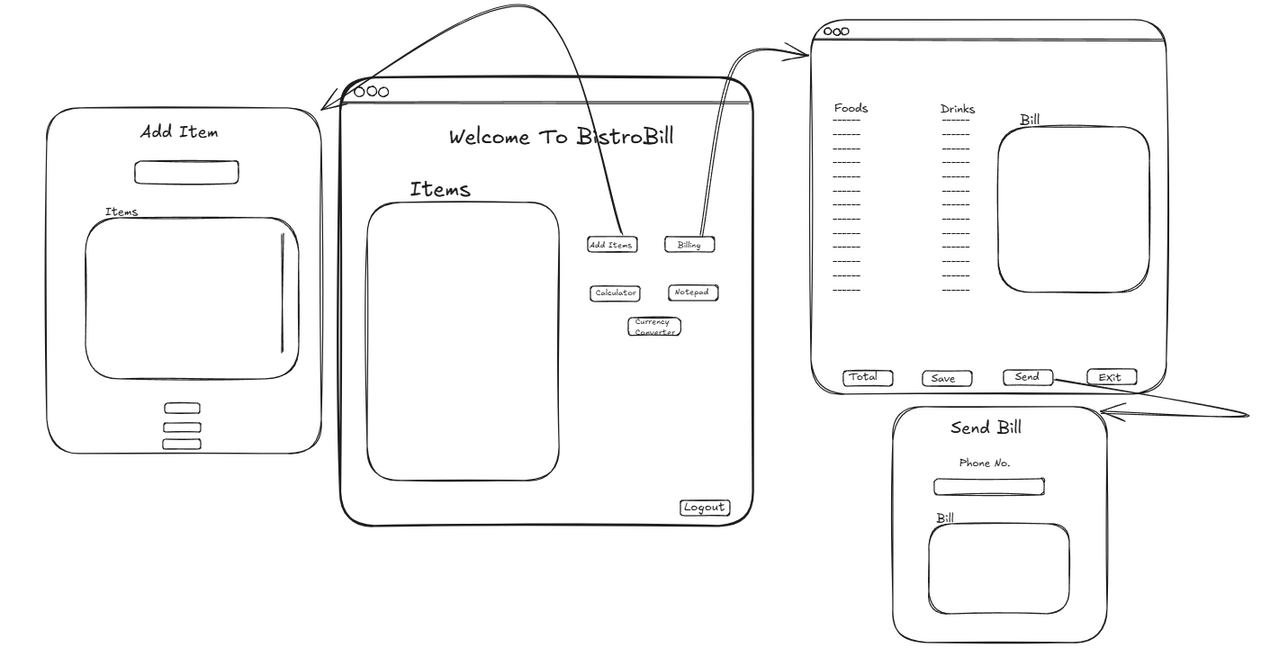 Add Item
Items
Welcome To BistroBill
Items
Add Items
Billing
Calculator
Notepad
Currency
Converter
Logout
Foods
Drinks
Bill
Total
Save
Send
Exit
Send Bill
Phone No.
Bill